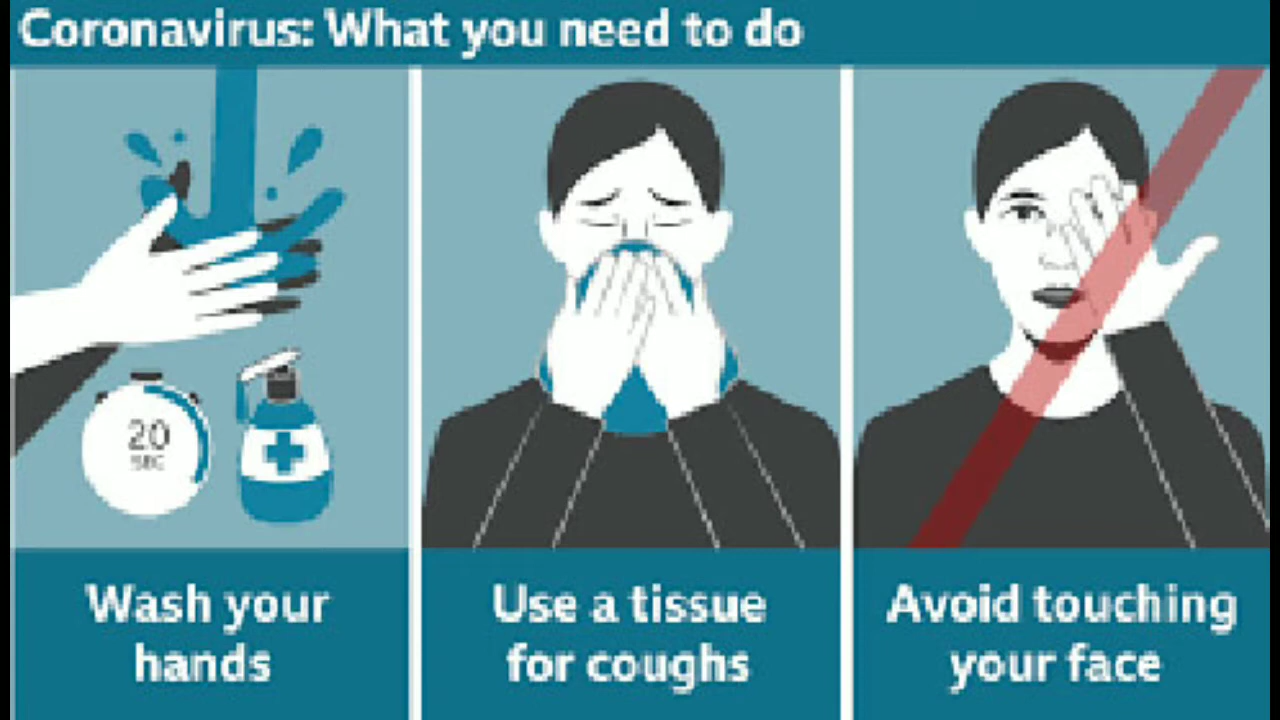 Coronavirus: What you need to do
20
SEC
Wash your
hands
Use a tissue
for coughs
Avoid touching
your face